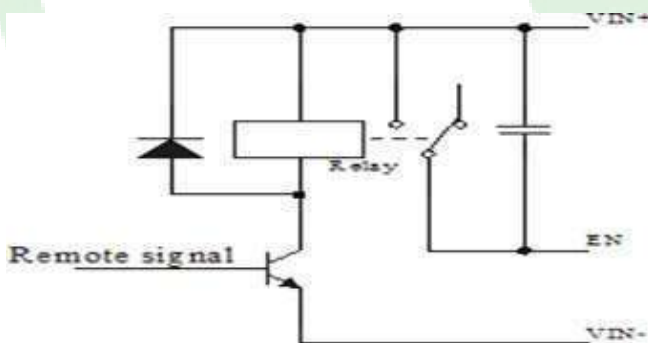 VIN+
Relay
EN
Remote signal
VIN-